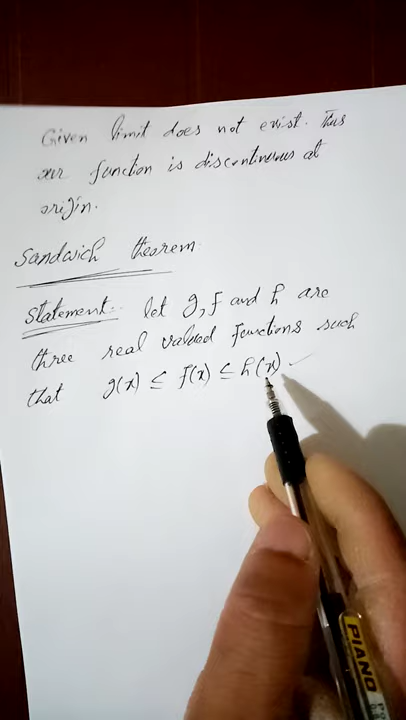 Given limit does not exist. Thus
our function is discontinuous at
origin.
Sandwich theorem
Statement:. let g, f and h are
three real valued functions such
that g(x) ≤ f(x) ≤ h(x)
PIANO